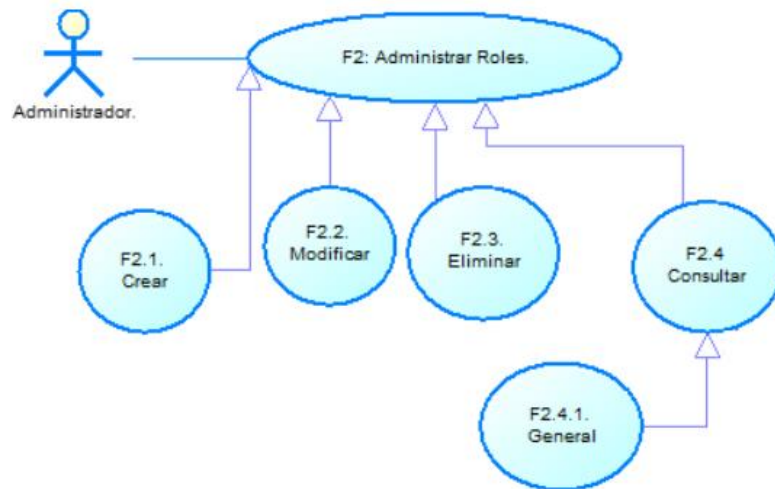 F2: Administrar Roles.
Administrador.
F2.1.
Crear
F2.2.
Modificar
F2.3.
Eliminar
F2.4
Consultar
F2.4.1.
General